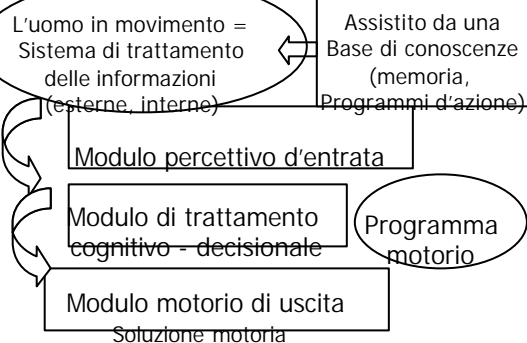 L'uomo in movimento =
Sistema di trattamento
delle informazioni
(esterne, interne)
Assistito da una
Base di conoscenze
(memoria,
Programmi d'azione)
Modulo percettivo d'entrata
Modulo di trattamento
cognitivo - decisionale
Programma
motorio
Modulo motorio di uscita
Soluzione motoria